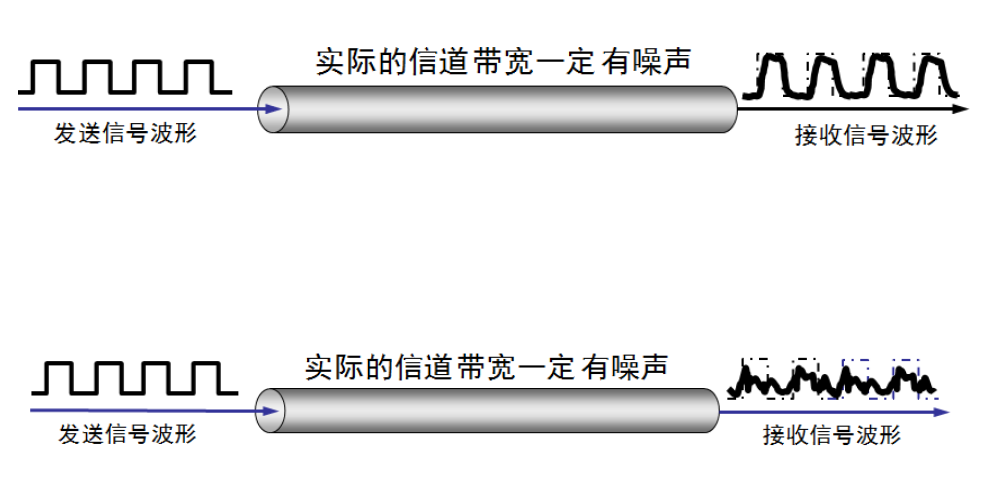 实际的信道带宽一定有噪声
发送信号波形
接收信号波形
实际的信道带宽一定有噪声
发送信号波形
接收信号波形